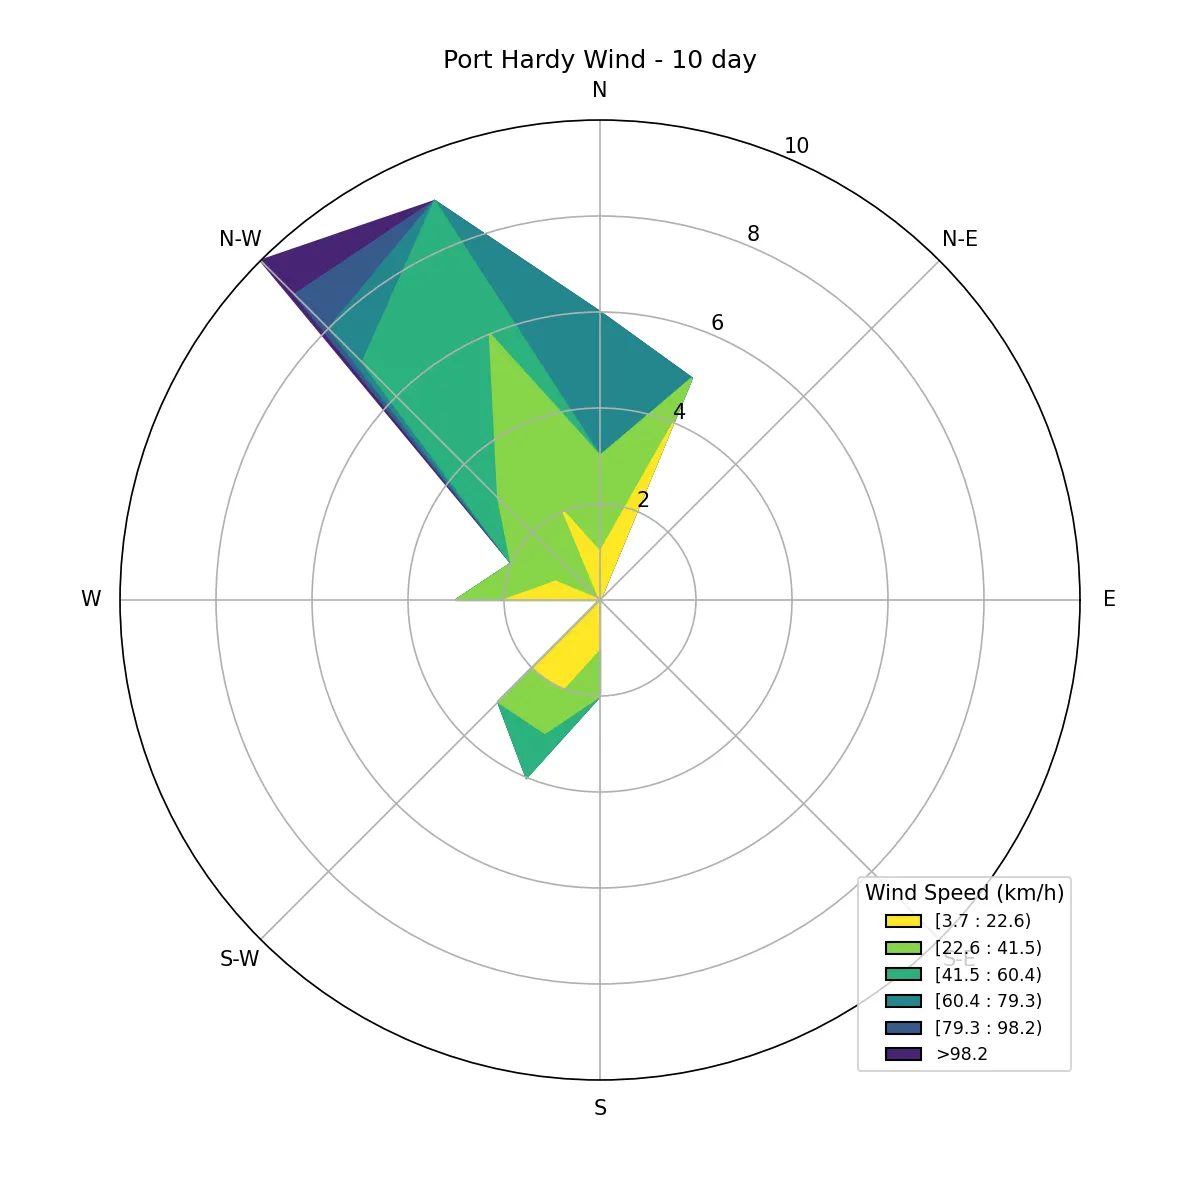 Port Hardy Wind - 10 day
N
10
N-W
N-E
8
6
4
2
W
E
Wind Speed (km/h)
[3.7 : 22.6)
[22.6 : 41.5)
S-W
S-E
[41.5 : 60.4)
[60.4 : 79.3)
[79.3 : 98.2)
>98.2
S